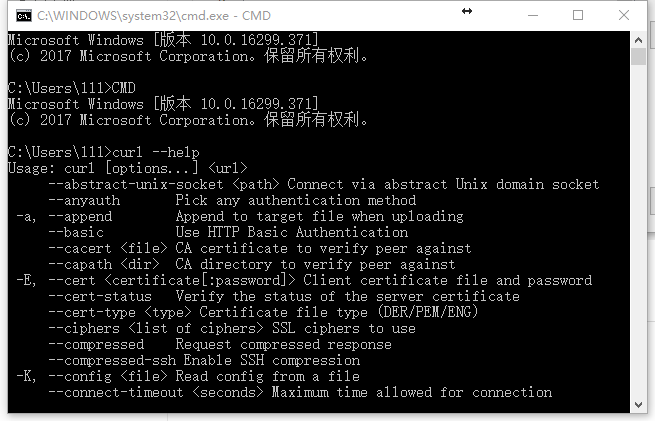 C:\WINDOWS\system32\cmd.exe - CMD
Microsoft Windows [版本 10.0.16299.371]
(c) 2017 Microsoft Corporation。保留所有权利。
C:\Users\111>CMD
Microsoft Windows [版本 10.0.16299.371]
(c) 2017 Microsoft Corporation。保留所有权利。
C:\Users\111>curl --help
Usage: curl [options...] <url>
--abstract-unix-socket <path> Connect via abstract Unix domain socket
--anyauth Pick any authentication method
-a, --append Append to target file when uploading
--basic Use HTTP Basic Authentication
--cacert <file> CA certificate to verify peer against
--capath <dir> CA directory to verify peer against
-E, --cert <certificate[:password]> Client certificate file and password
--cert-status Verify the status of the server certificate
--cert-type <type> Certificate file type (DER/PEM/ENG)
--ciphers <list of ciphers> SSL ciphers to use
--compressed Request compressed response
--compressed-ssh Enable SSH compression
-K, --config <file> Read config from a file
--connect-timeout <seconds> Maximum time allowed for connection